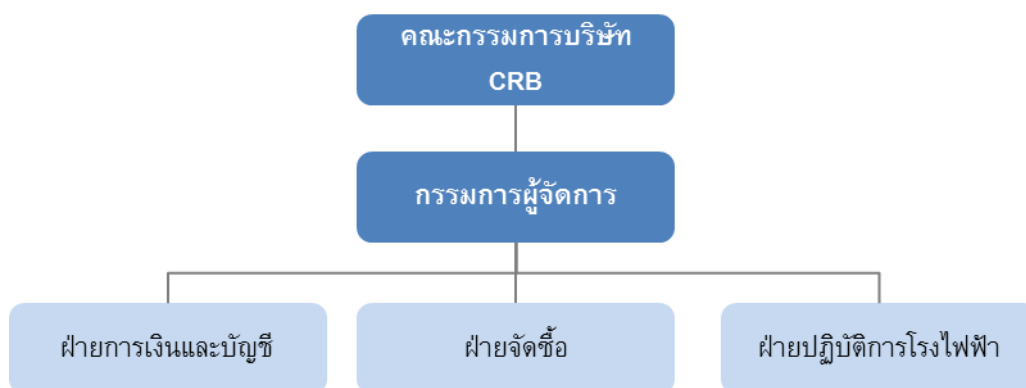 คณะกรรมการบริษัท
CRB
กรรมการผู้จัดการ
ฝ่ายการเงินและบัญชี
ฝ่ายจัดซื้อ
ฝ่ายปฏิบัติการโรงไฟฟ้า